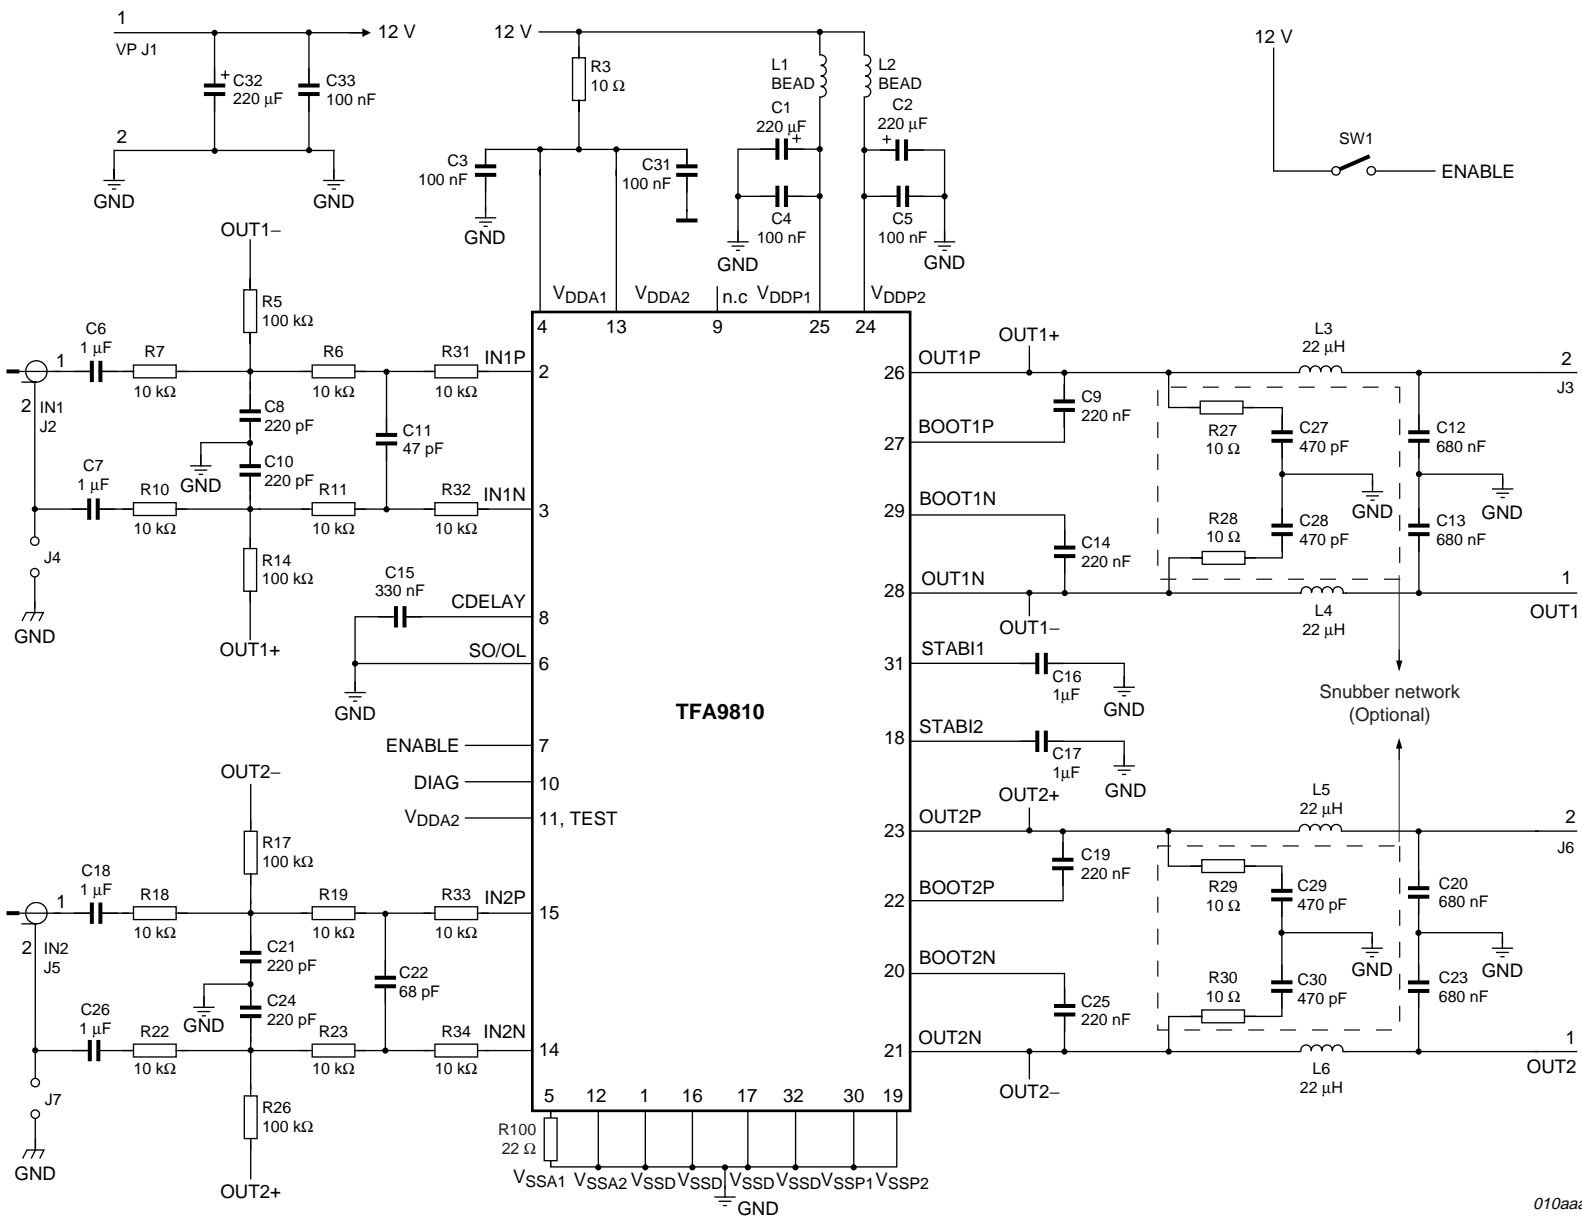 1
VP J1
12 V
C32
220 μF
+
C33
100 nF
2
GND
GND
12 V
R3
10 Ω
L1
BEAD
L2
BEAD
C1
220 μF
+
C2
220 μF
+
C3
100 nF
C31
100 nF
C4
100 nF
C5
100 nF
GND
GND
GND
12 V
SW1
ENABLE
OUT1−
R5
100 kΩ
C6
1 μF
1
R7
10 kΩ
R6
10 kΩ
R31
10 kΩ
IN1P
2
2
IN1
J2
C8
220 pF
C11
47 pF
GND
C10
220 pF
C7
1 μF
R10
10 kΩ
R11
10 kΩ
R32
10 kΩ
IN1N
3
J4
GND
R14
100 kΩ
OUT1+
C15
330 nF
CDELAY
8
SO/OL
6
GND
ENABLE
7
DIAG
10
VDDA2
11, TEST
VDDA1
4
VDDA2
13
n.c
9
VDDP1
25
VDDP2
24
TFA9810
OUT2−
R17
100 kΩ
C18
1 μF
1
R18
10 kΩ
R19
10 kΩ
R33
10 kΩ
IN2P
15
2
IN2
J5
C21
220 pF
C22
68 pF
GND
C24
220 pF
C26
1 μF
R22
10 kΩ
R23
10 kΩ
R34
10 kΩ
IN2N
14
J7
GND
R26
100 kΩ
OUT2+
5
12
1
16
17
32
30
19
R100
22 Ω
VSSA1
VSSA2
VSSD
VSSD
VSSD
VSSD
VSSP1
VSSP2
GND
26
OUT1P
OUT1+
L3
22 μH
2
J3
C9
220 nF
27
BOOT1P
R27
10 Ω
C27
470 pF
C12
680 nF
GND
GND
29
BOOT1N
R28
10 Ω
C28
470 pF
C13
680 nF
C14
220 nF
28
OUT1N
OUT1−
L4
22 μH
1
OUT1
31
STABI1
C16
1μF
GND
Snubber network
(Optional)
18
STABI2
C17
1μF
GND
OUT2+
23
OUT2P
L5
22 μH
2
J6
C19
220 nF
22
BOOT2P
R29
10 Ω
C29
470 pF
C20
680 nF
GND
GND
20
BOOT2N
R30
10 Ω
C30
470 pF
C23
680 nF
C25
220 nF
21
OUT2N
OUT2−
L6
22 μH
1
OUT2